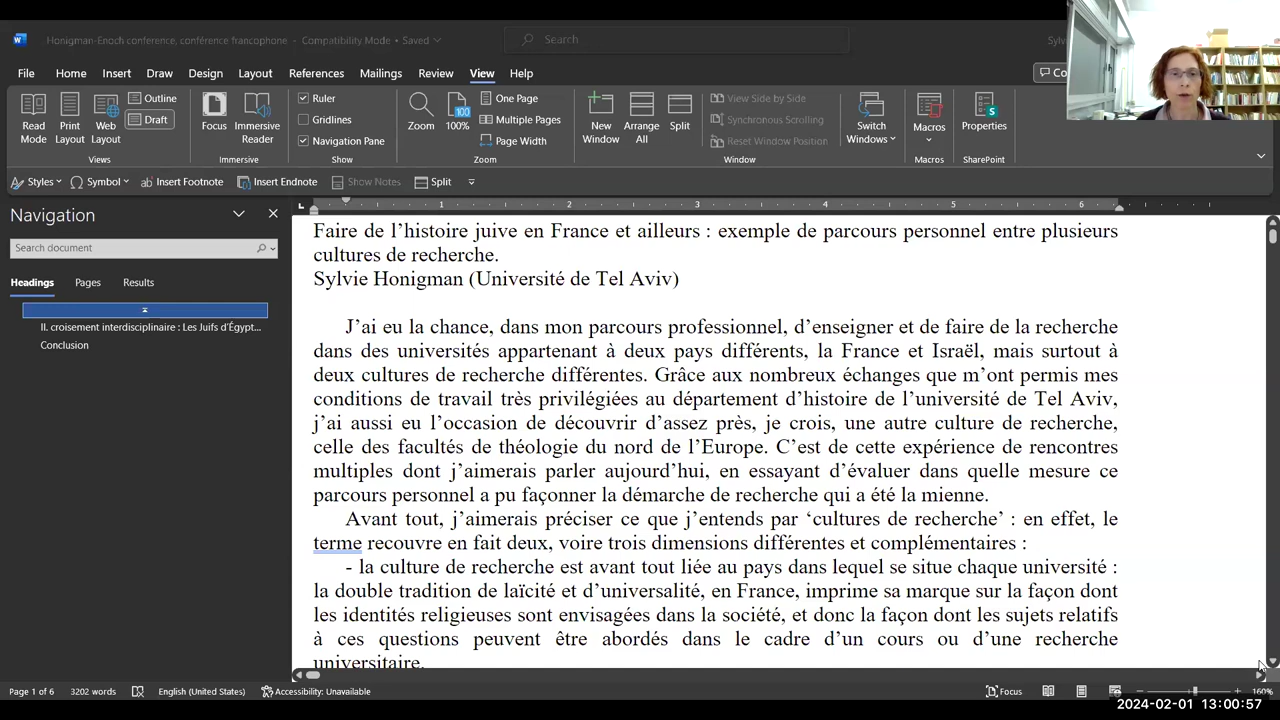 Honigman-Enoch conference, conférence francophone - Compatibility Mode • Saved
Search
File Home Insert Draw Design Layout References Mailings Review View Help
Read Mode
Print Layout
Web Layout
Outline
Draft
Views
Focus
Immersive Reader
Immersive
Ruler
Gridlines
Navigation Pane
Show
Zoom
100
100%
One Page
Multiple Pages
Page Width
Zoom
New Window
Arrange All
Split
View Side by Side
Synchronous Scrolling
Reset Window Position
Window
Switch Windows
Macros
Macros
Properties
SharePoint
Styles Symbol Insert Footnote Insert Endnote Show Notes Split
Navigation
Search document
Headings Pages Results
II. croisement interdisciplinaire : Les Juifs d'Égypt...
Conclusion
1 2 3 4 5 6
Faire de l’histoire juive en France et ailleurs : exemple de parcours personnel entre plusieurs
cultures de recherche.
Sylvie Honigman (Université de Tel Aviv)
J’ai eu la chance, dans mon parcours professionnel, d’enseigner et de faire de la recherche
dans des universités appartenant à deux pays différents, la France et Israël, mais surtout à
deux cultures de recherche différentes. Grâce aux nombreux échanges que m’ont permis mes
conditions de travail très privilégiées au département d’histoire de l’université de Tel Aviv,
j’ai aussi eu l’occasion de découvrir d’assez près, je crois, une autre culture de recherche,
celle des facultés de théologie du nord de l’Europe. C’est de cette expérience de rencontres
multiples dont j’aimerais parler aujourd’hui, en essayant d’évaluer dans quelle mesure ce
parcours personnel a pu façonner la démarche de recherche qui a été la mienne.
Avant tout, j’aimerais préciser ce que j’entends par ‘cultures de recherche’ : en effet, le
terme recouvre en fait deux, voire trois dimensions différentes et complémentaires :
- la culture de recherche est avant tout liée au pays dans lequel se situe chaque université :
la double tradition de laïcité et d’universalité, en France, imprime sa marque sur la façon dont
les identités religieuses sont envisagées dans la société, et donc la façon dont les sujets relatifs
à ces questions peuvent être abordés dans le cadre d’un cours ou d’une recherche
universitaire.
Page 1 of 6 3202 words English (United States) Accessibility: Unavailable Focus 160%
2024-02-01 13:00:57